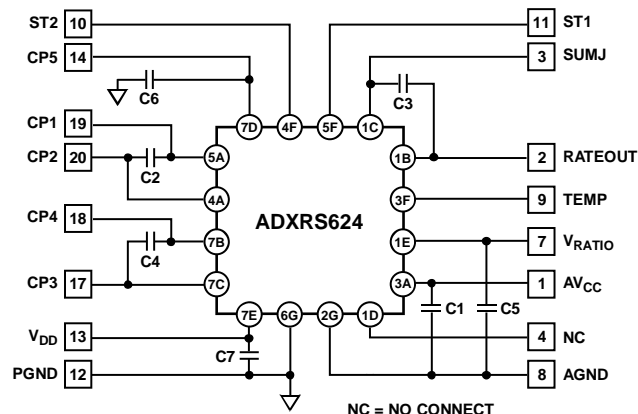 ST2 10
11 ST1
CP5 14
3 SUMJ
C6
C3
7D 4F 5F 1C
CP1 19
CP2 20
C2
5A
1B
2 RATEOUT
4A
3F
9 TEMP
ADXRS624
CP4 18
7B
1E
7 VRATIO
C4
CP3 17
7C
3A
1 AVCC
7E 6G 2G 1D
C1
C5
VDD 13
4 NC
C7
PGND 12
8 AGND
NC = NO CONNECT